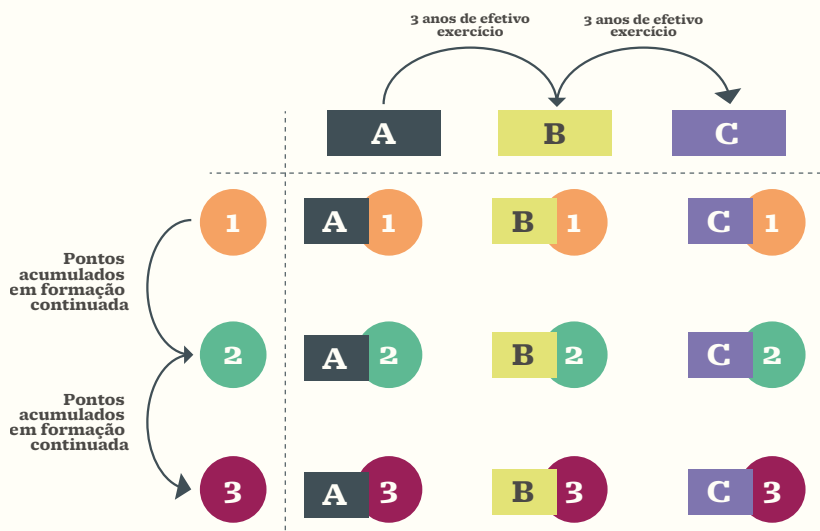 3 anos de efetivo
exercício
3 anos de efetivo
exercício
A
B
C
1
A 1
B 1
C 1
Pontos
acumulados
em formação
continuada
2
A 2
B 2
C 2
Pontos
acumulados
em formação
continuada
3
A 3
B 3
C 3